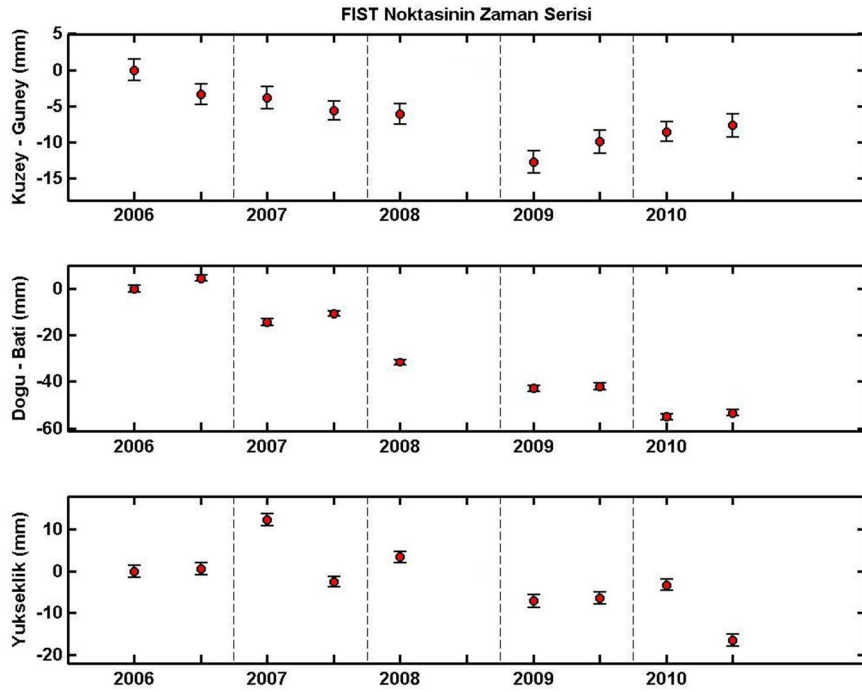 FIST Noktasinin Zaman Serisi
Kuzey - Guney (mm)
5
0
-5
-10
-15
2006 2007 2008 2009 2010
Dogu - Bati (mm)
0
-20
-40
-60
2006 2007 2008 2009 2010
Yukseklik (mm)
10
0
-10
-20
2006 2007 2008 2009 2010